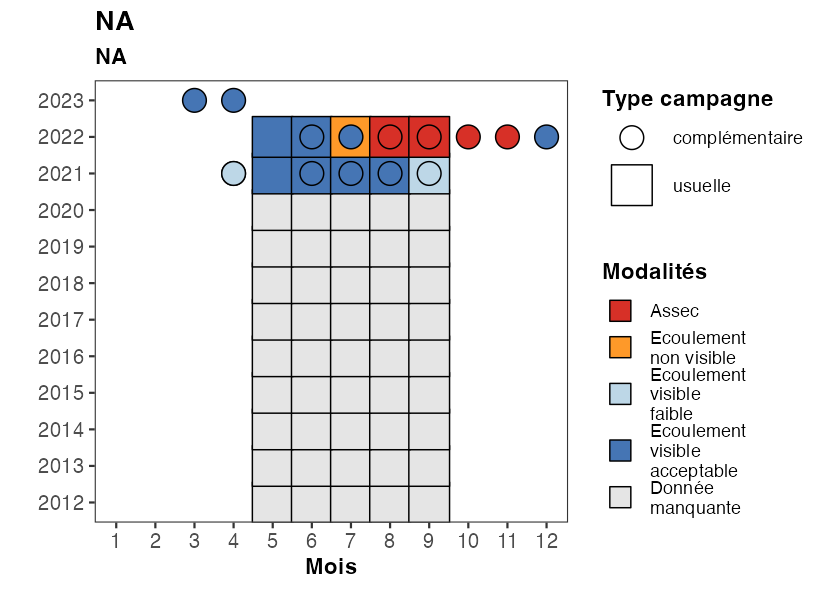 NA
NA
2023
2022
2021
2020
2019
2018
2017
2016
2015
2014
2013
2012
1 2 3 4 5 6 7 8 9 10 11 12
Mois
Type campagne
complémentaire
usuelle
Modalités
Assec
Ecoulement
non visible
Ecoulement
visible
faible
Ecoulement
visible
acceptable
Donnée
manquante